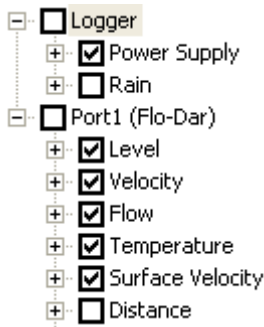 Logger
Power Supply
Rain
Port1 (Flo-Dar)
Level
Velocity
Flow
Temperature
Surface Velocity
Distance